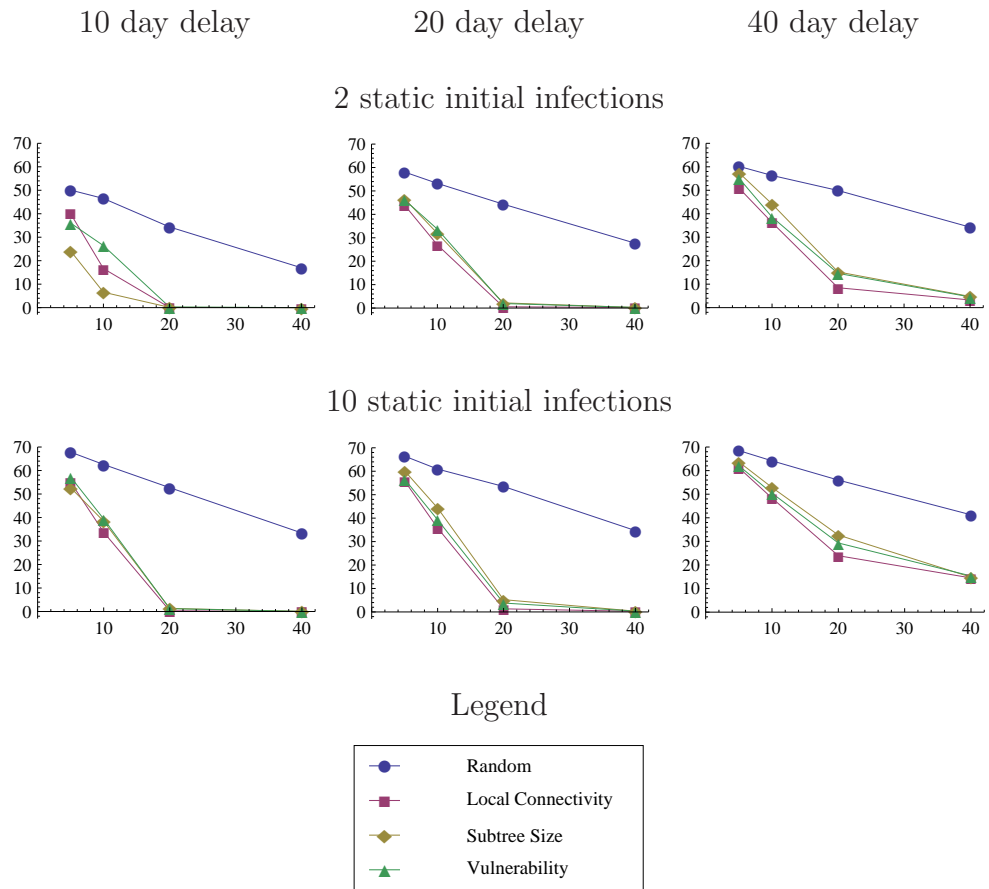 10 day delay 20 day delay 40 day delay
2 static initial infections
70 70 70
60 60 60
50 50 50
40 40 40
30 30 30
20 20 20
10 10 10
0 0 0
10 20 30 40 10 20 30 40 10 20 30 40
10 static initial infections
70 70 70
60 60 60
50 50 50
40 40 40
30 30 30
20 20 20
10 10 10
0 0 0
10 20 30 40 10 20 30 40 10 20 30 40
Legend
Random
Local Connectivity
Subtree Size
Vulnerability